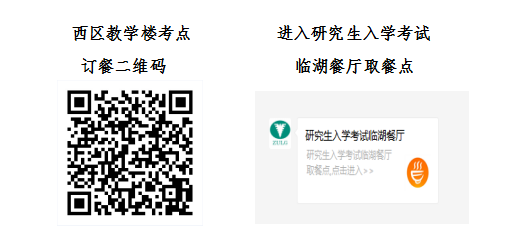 西区教学楼考点
订餐二维码
进入研究生入学考试
临湖餐厅取餐点
ZULG
研究生入学考试临湖餐厅
研究生入学考试临湖餐厅
取餐点,点击进入>>